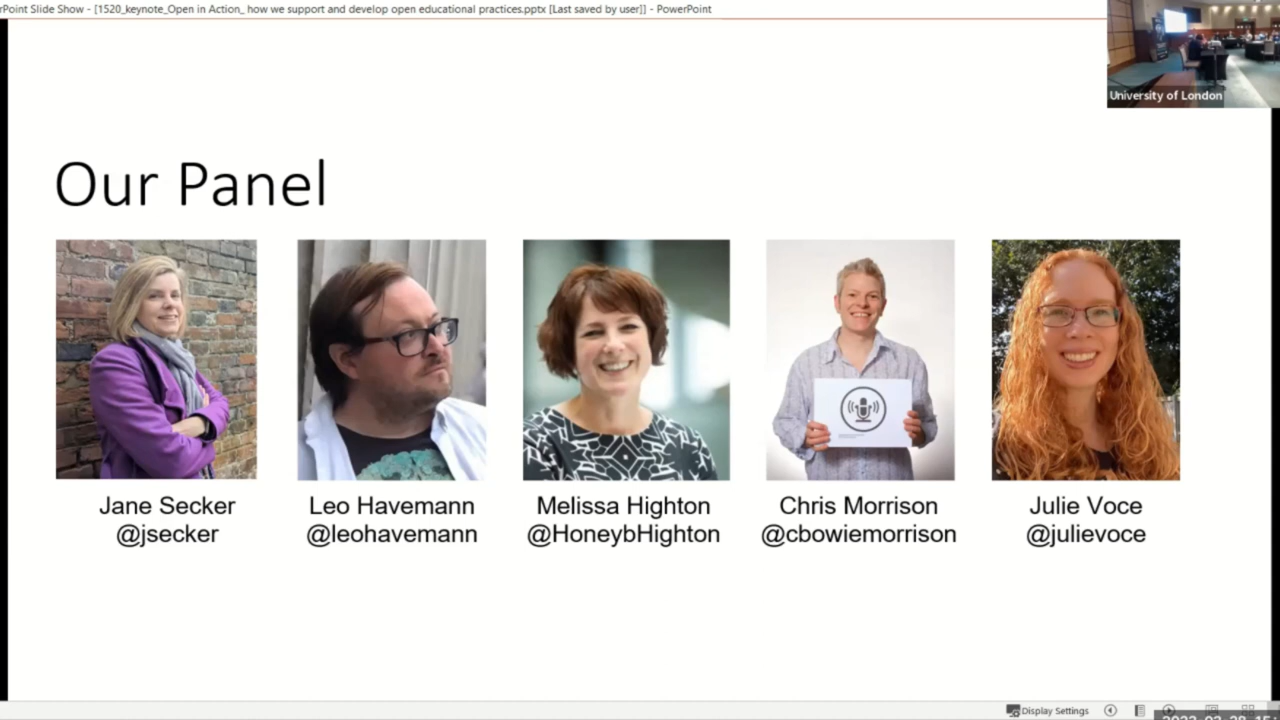 rPoint Slide Show - [1520_keynote_Open in Action_ how we support and develop open educational practices.pptx [Last saved by user]] - PowerPoint
University of London
Our Panel
Jane Secker
@jsecker
Leo Havemann
@leohavemann
Melissa Highton
@HoneybHighton
Chris Morrison
@cbowiemorrison
Julie Voce
@julievoce
Display Settings